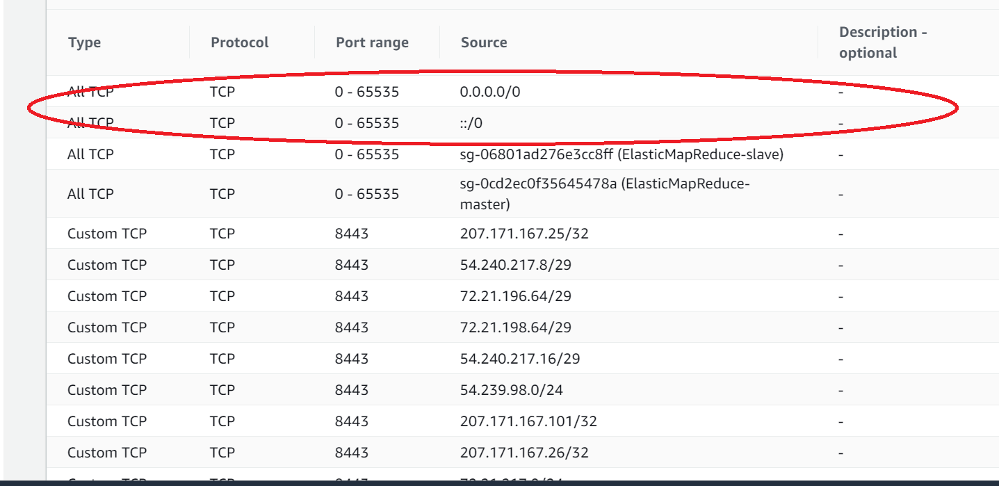 Type Protocol Port range Source Description - optional
All TCP TCP 0 - 65535 0.0.0.0/0 -
All TCP TCP 0 - 65535 ::/0 -
All TCP TCP 0 - 65535 sg-06801ad276e3cc8ff (ElasticMapReduce-slave) -
All TCP TCP 0 - 65535 sg-0cd2ec0f35645478a (ElasticMapReduce-
master) -
Custom TCP TCP 8443 207.171.167.25/32 -
Custom TCP TCP 8443 54.240.217.8/29 -
Custom TCP TCP 8443 72.21.196.64/29 -
Custom TCP TCP 8443 72.21.198.64/29 -
Custom TCP TCP 8443 54.240.217.16/29 -
Custom TCP TCP 8443 54.239.98.0/24 -
Custom TCP TCP 8443 207.171.167.101/32 -
Custom TCP TCP 8443 207.171.167.26/32 -